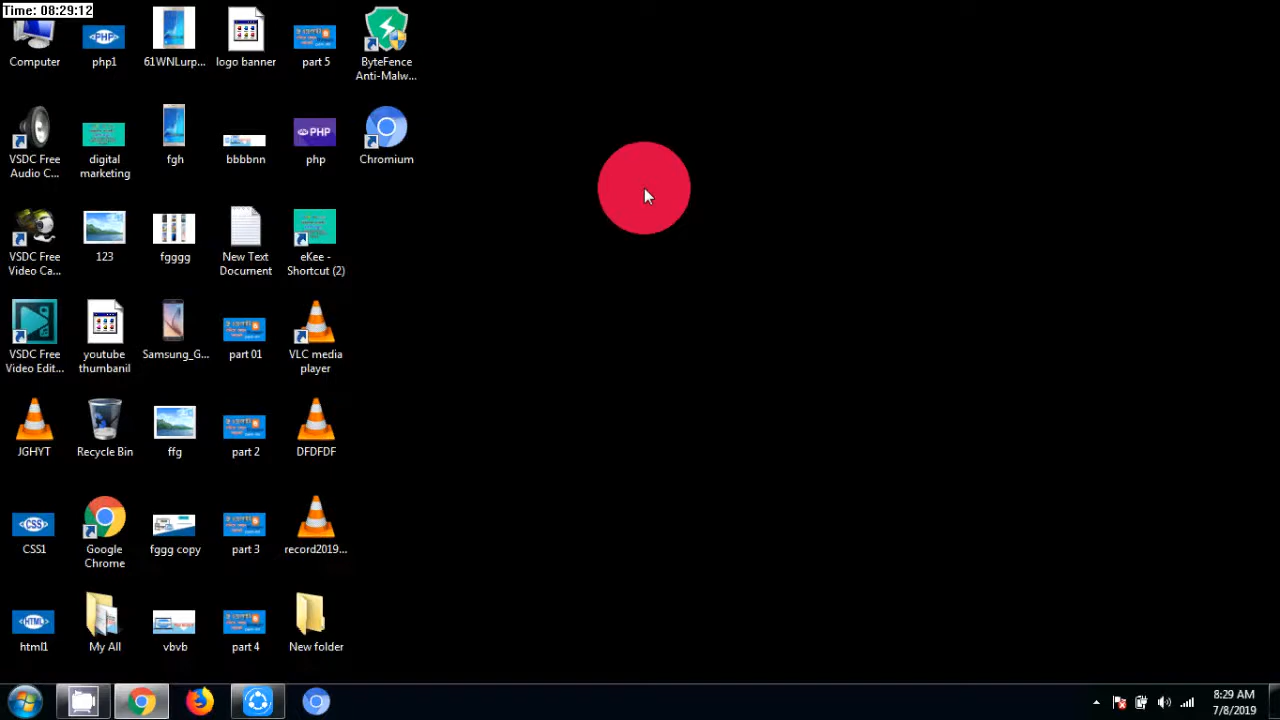 Time: 08:29:12
Computer
php1
61WNLurp...
logo banner
part 5
ByteFence
Anti-Malw...
PHP
VSDC Free
Audio C...
digital
marketing
fgh
bbbbnn
PHP
php
Chromium
VSDC Free
Video Ca...
123
fgggg
New Text
Document
eKee -
Shortcut (2)
VSDC Free
Video Edit...
youtube
thumbanil
Samsung_G...
part 01
VLC media
player
JGHYT
Recycle Bin
ffg
part 2
DFDFDF
CSS
CSS1
Google
Chrome
fggg copy
part 3
record2019...
HTML
html1
My All
vbvb
part 4
New folder
8:29 AM
7/8/2019